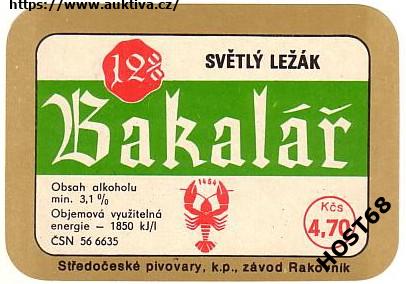 https://www.auktiva.cz/
12%
SVĚTLÝ LEŽÁK
Bakalář
Obsah alkoholu
min. 3,1 %
Objemová využitelná
energie – 1850 kJ/l
ČSN 56 6635
1454
Kčs
4,70
HOST68
Středočeské pivovary, k.p., závod Rakovník